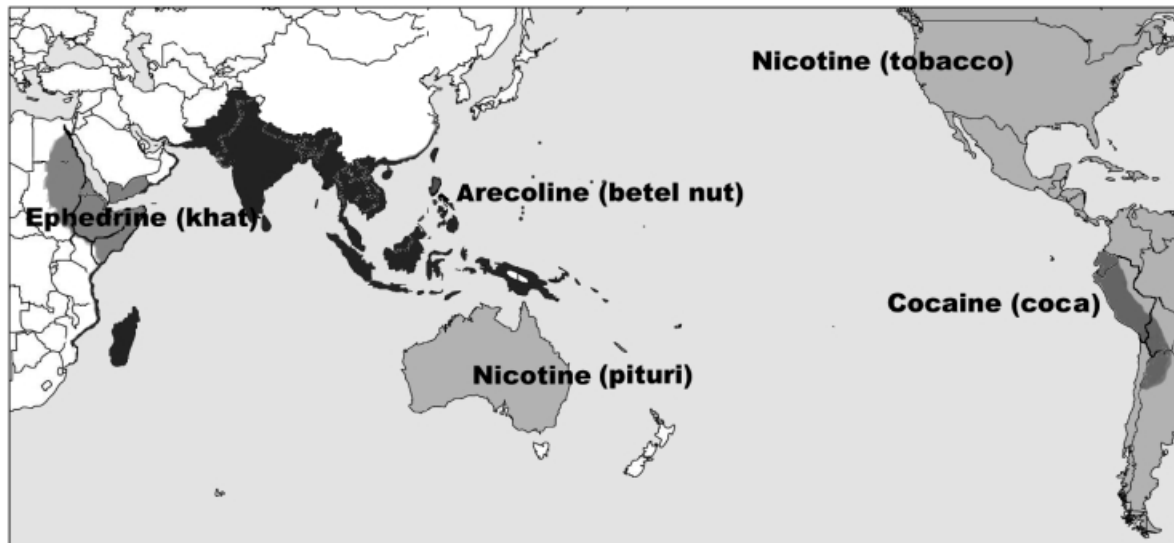 Nicotine (tobacco)
Arecoline (betel nut)
Ephedrine (khat)
Cocaine (coca)
Nicotine (pituri)